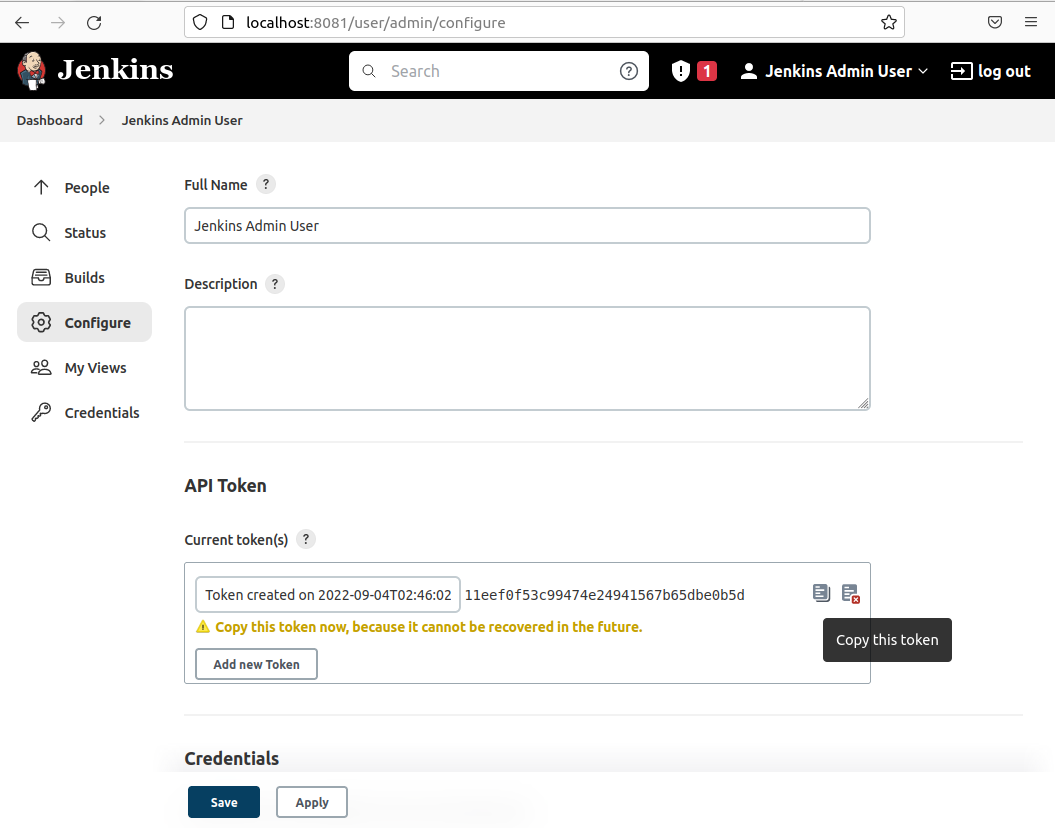 localhost:8081/user/admin/configure
Jenkins
Search
?
1
Jenkins Admin User
log out
Dashboard
Jenkins Admin User
People
Status
Builds
Configure
My Views
Credentials
Full Name ?
Jenkins Admin User
Description ?
API Token
Current token(s) ?
Token created on 2022-09-04T02:46:02 11eef0f53c99474e24941567b65dbe0b5d
Copy this token now, because it cannot be recovered in the future.
Copy this token
Add new Token
Credentials
Save
Apply